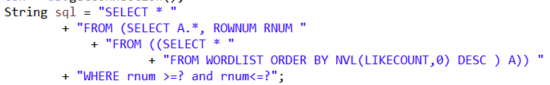 String sql = "SELECT * "
+ "FROM (SELECT A.*, ROWNUM RNUM "
+ "FROM ((SELECT * "
+ "FROM WORDLIST ORDER BY NVL(LIKECOUNT,0) DESC ) A)) "
+ "WHERE rnum >=? and rnum<=?";